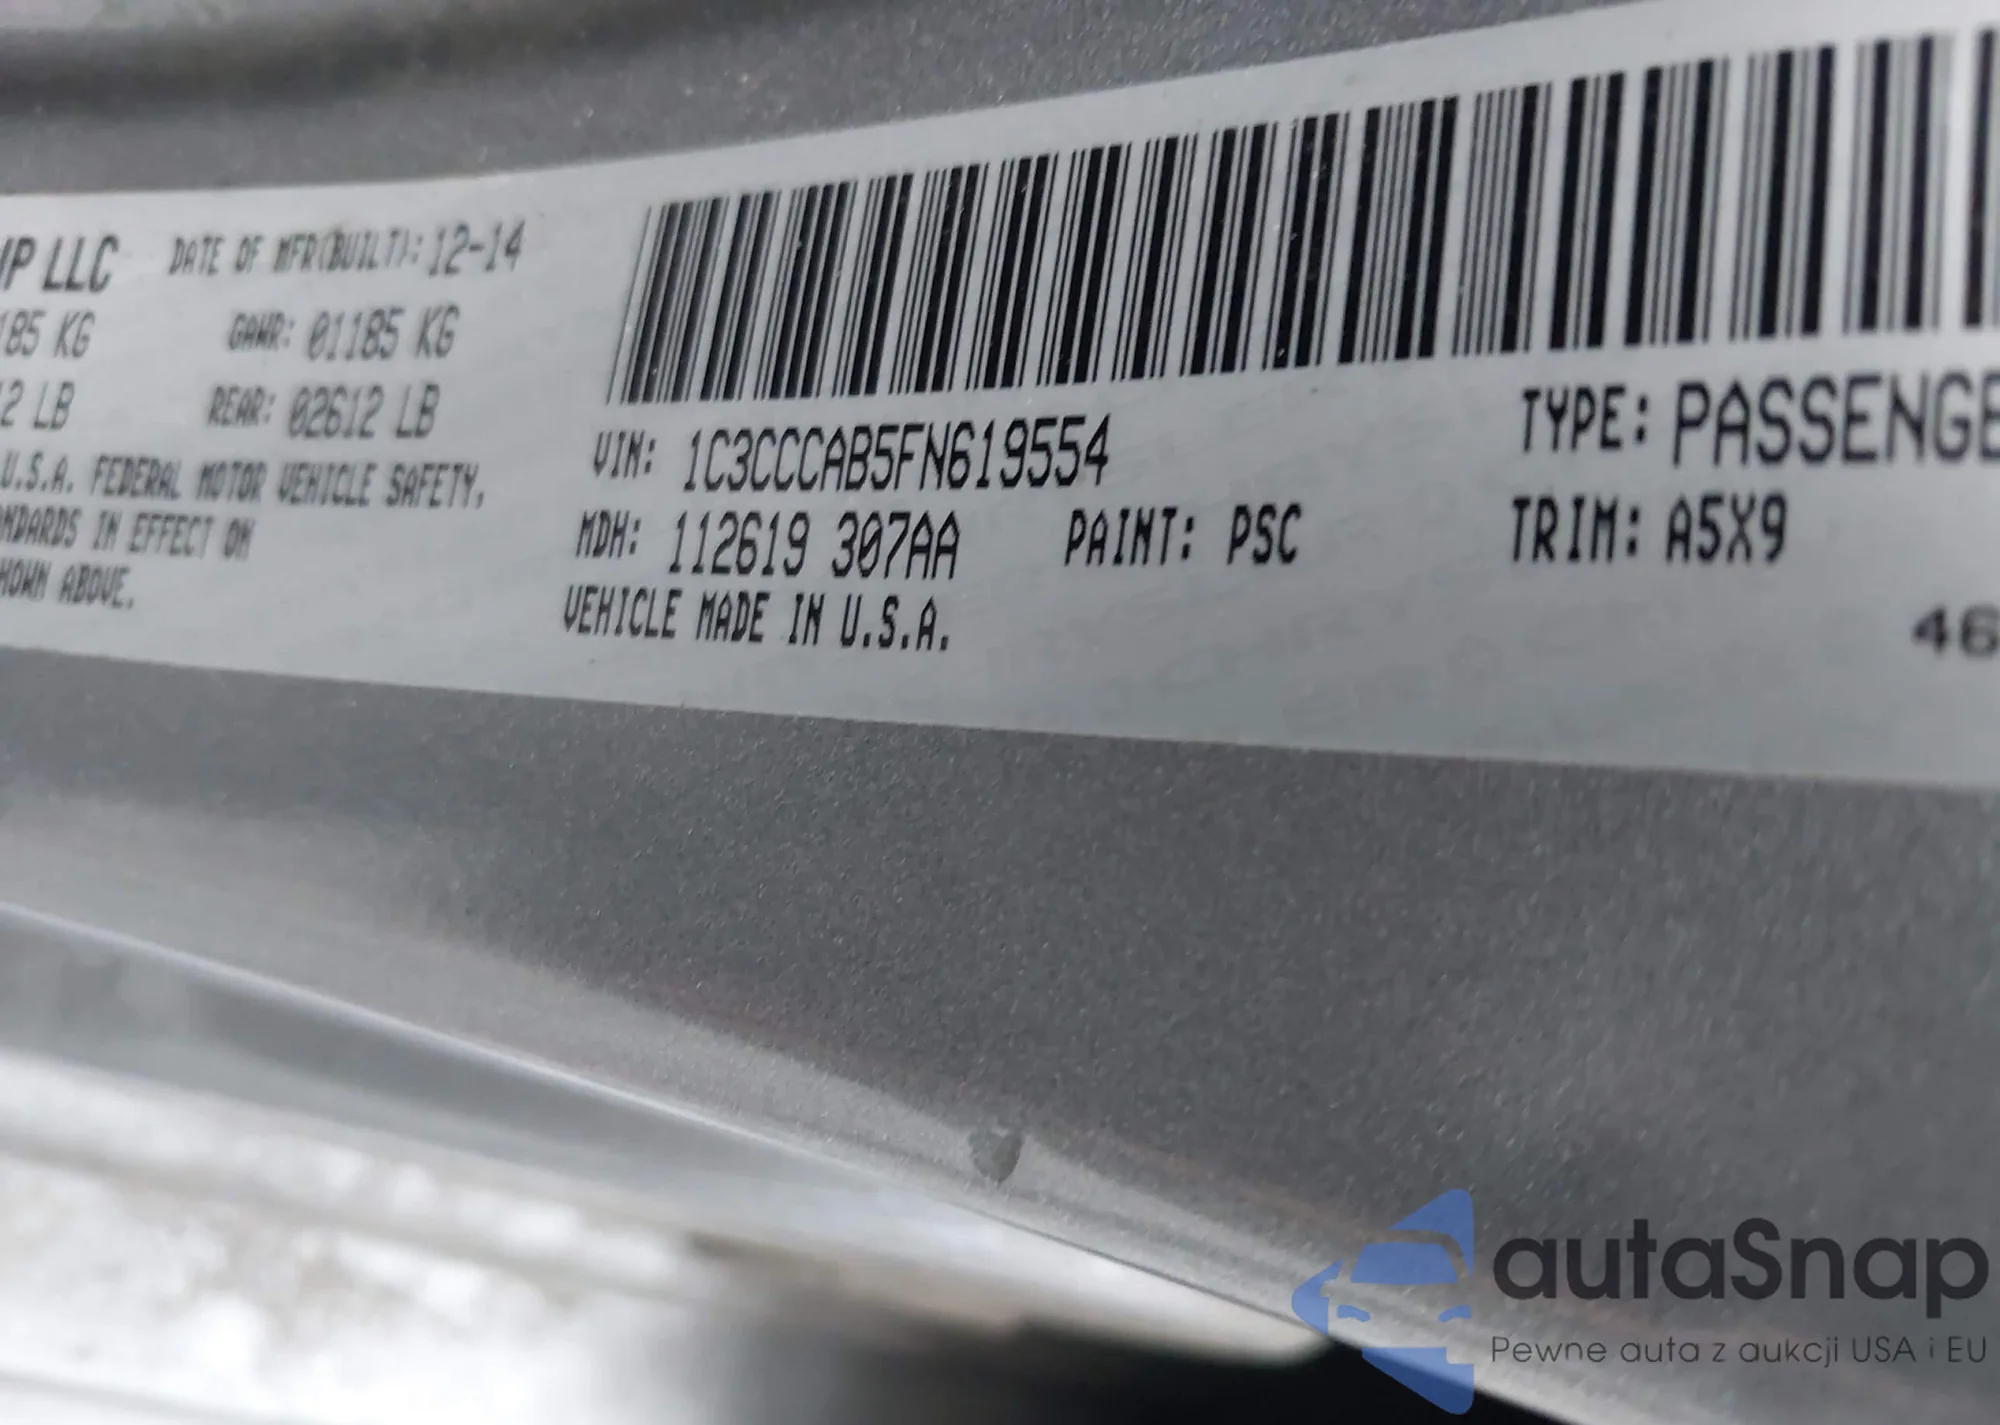 MP LLC DATE OF MFR(BUILT): 12-14
185 KG GAWR: 01185 KG
2 LB REAR: 02612 LB
U.S.A. FEDERAL MOTOR VEHICLE SAFETY,
NDARDS IN EFFECT ON
HOWN ABOVE.
VIN: 1C3CCCAB5FN619554 TYPE: PASSENGE
MDH: 112619 307AA PAINT: PSC TRIM: A5X9
VEHICLE MADE IN U.S.A.
46
autaSnap
Pewne auta z aukcji USA i EU